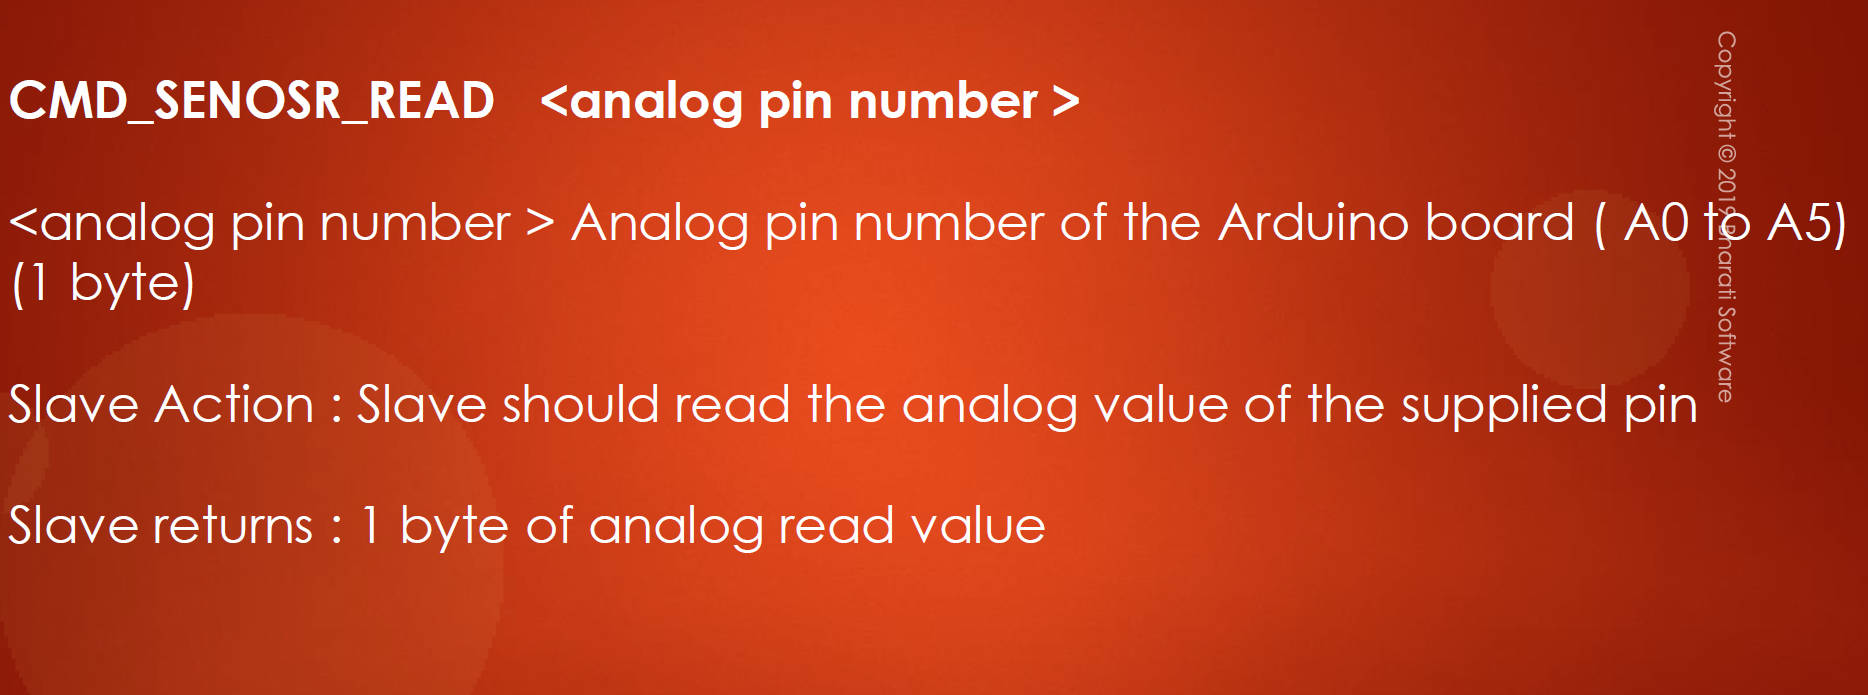 CMD_SENOSR_READ <analog pin number >
<analog pin number > Analog pin number of the Arduino board ( A0 to A5)
(1 byte)
Slave Action : Slave should read the analog value of the supplied pin
Slave returns : 1 byte of analog read value
Copyright © 2019 Bharati Software